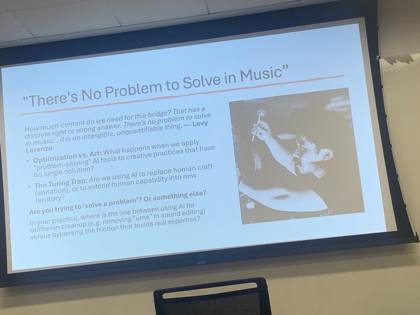 "There's No Problem to Solve in Music"
How much cement do we need for this bridge? That has a
discrete right or wrong answer. There's no problem to solve
in music... it is an intangible, unquantifiable thing. — Levy
Lorenzo
• Optimization vs. Art: What happens when we apply
"problem-solving" AI tools to creative practices that have
no single solution?
• The Turing Trap: Are we using AI to replace human craft
(imitation), or to extend human capability into new
territory?
Are you trying to "solve a problem"? Or something else?
In your practice, where is the line between using AI for
utilitarian cleanup (e.g. removing "ums" in sound editing)
versus bypassing the friction that builds real expertise?